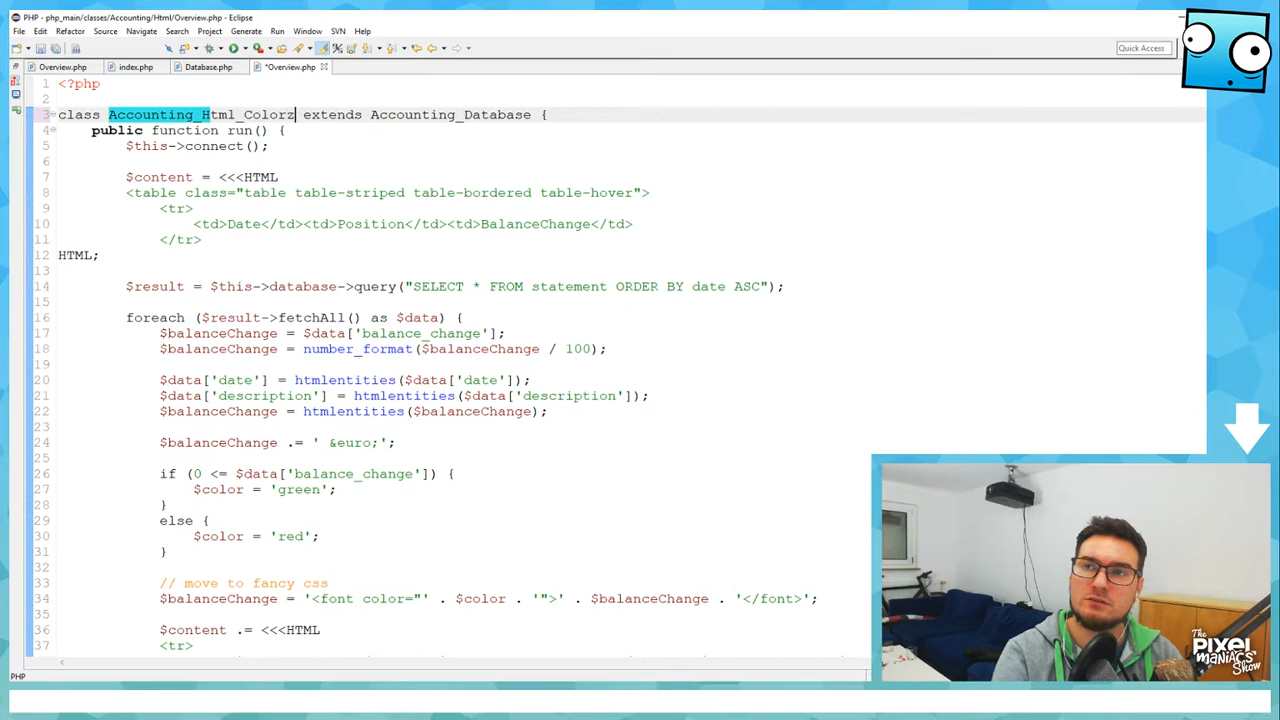 PHP - php_main/classes/Accounting/Html/Overview.php - Eclipse
File Edit Refactor Source Navigate Search Project Generate Run Window SVN Help
Quick Access
Overview.php index.php Database.php *Overview.php
1 <?php
2
3 class Accounting_Html_Colorz extends Accounting_Database {
4 public function run() {
5 $this->connect();
6
7 $content = <<<HTML
8 <table class="table table-striped table-bordered table-hover">
9 <tr>
10 <td>Date</td><td>Position</td><td>BalanceChange</td>
11 </tr>
12 HTML;
13
14 $result = $this->database->query("SELECT * FROM statement ORDER BY date ASC");
15
16 foreach ($result->fetchAll() as $data) {
17 $balanceChange = $data['balance_change'];
18 $balanceChange = number_format($balanceChange / 100);
19
20 $data['date'] = htmlentities($data['date']);
21 $data['description'] = htmlentities($data['description']);
22 $balanceChange = htmlentities($balanceChange);
23
24 $balanceChange .= ' &euro;';
25
26 if (0 <= $data['balance_change']) {
27 $color = 'green';
28 }
29 else {
30 $color = 'red';
31 }
32
33 // move to fancy css
34 $balanceChange = '<font color="' . $color . '">' . $balanceChange . '</font>';
35
36 $content .= <<<HTML
37 <tr>
PHP
The
PIXEL
MANIACS'
Show